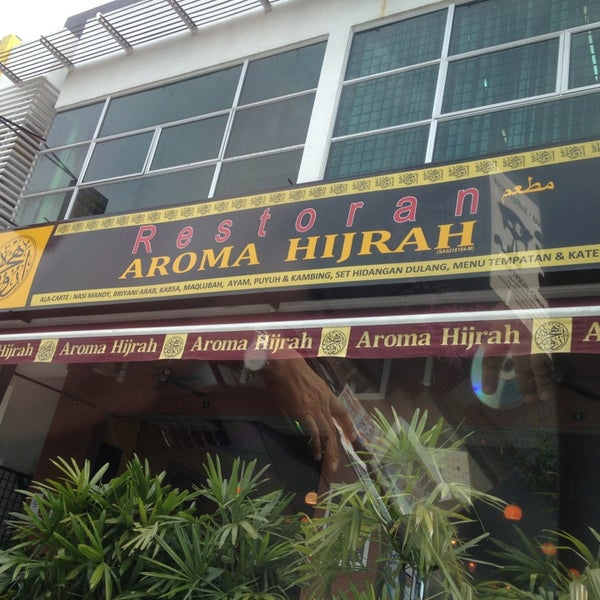 Restoran مطعم
AROMA HIJRAH
(SA0216184-M)
ALA-CARTE : NASI MANDY, BRIYANI ARAB, KABSA, MAQLUBAH, AYAM, PUYUH & KAMBING, SET HIDANGAN DULANG, MENU TEMPATAN & KATE
Hijrah Aroma Hijrah Aroma Hijrah Aroma Hijrah A